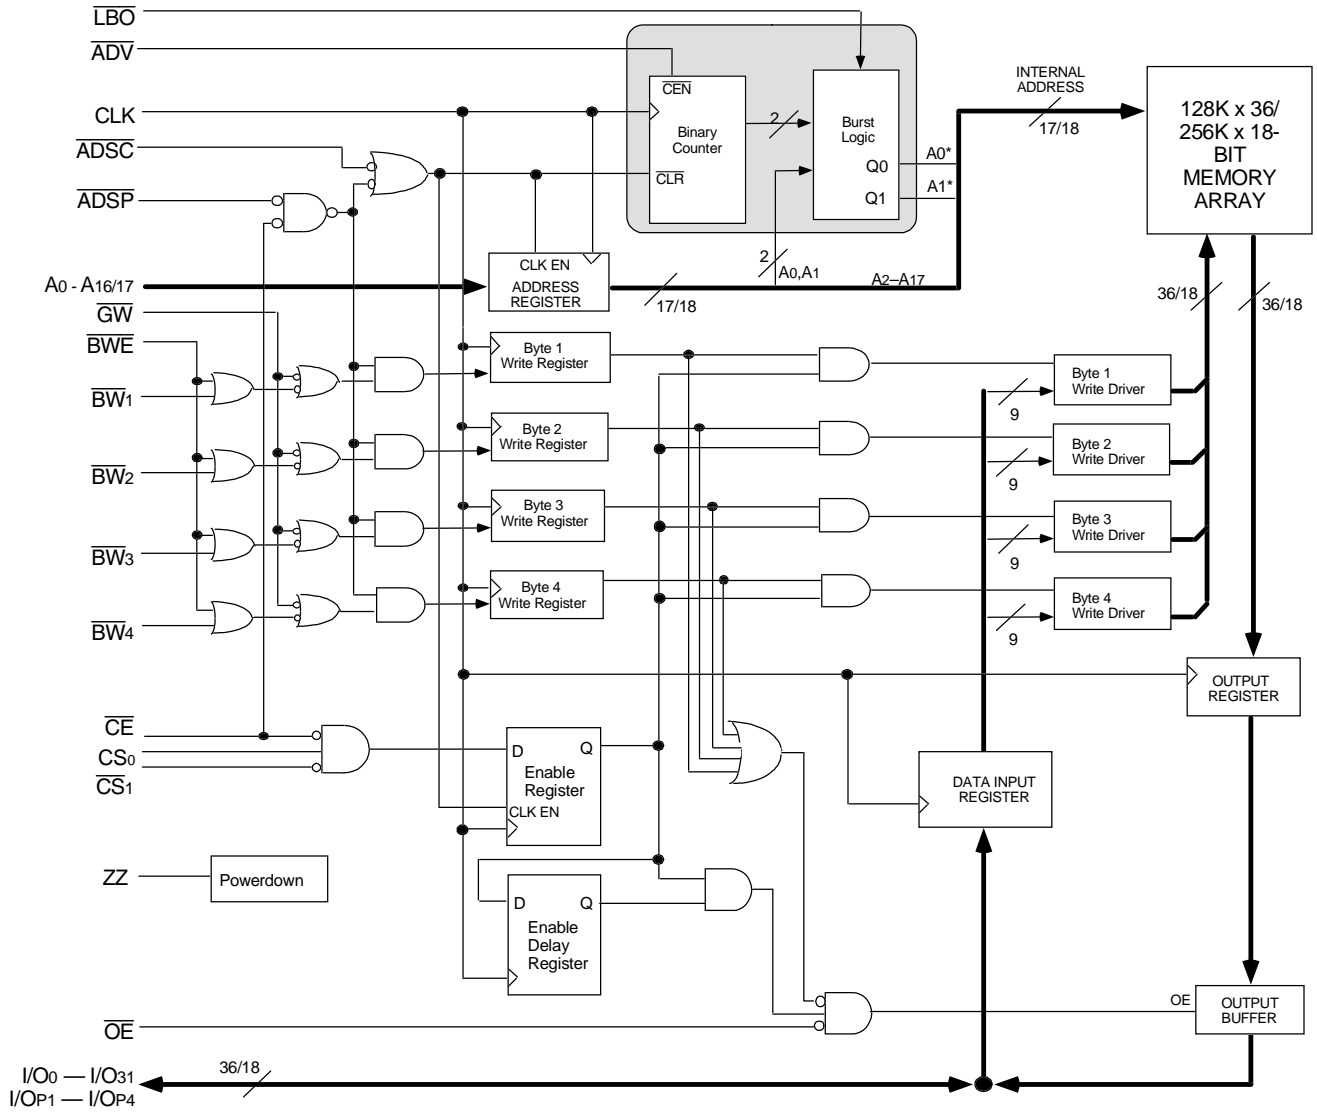 LBO
ADV
CLK
ADSC
ADSP
A0 - A16/17
GW
BWE
BW1
BW2
BW3
BW4
CE
CS0
CS1
ZZ
OE
I/O0 — I/O31
I/OP1 — I/OP4
36/18
Powerdown
CEN
Binary
Counter
CLR
2
Burst
Logic
Q0
Q1
A0*
A1*
2
A0,A1
A2–A17
INTERNAL
ADDRESS
17/18
128K x 36/
256K x 18-
BIT
MEMORY
ARRAY
CLK EN
ADDRESS
REGISTER
17/18
36/18
36/18
Byte 1
Write Register
Byte 2
Write Register
Byte 3
Write Register
Byte 4
Write Register
9
Byte 1
Write Driver
9
Byte 2
Write Driver
9
Byte 3
Write Driver
9
Byte 4
Write Driver
OUTPUT
REGISTER
D
Q
Enable
Register
CLK EN
DATA INPUT
REGISTER
D
Q
Enable
Delay
Register
OE
OUTPUT
BUFFER